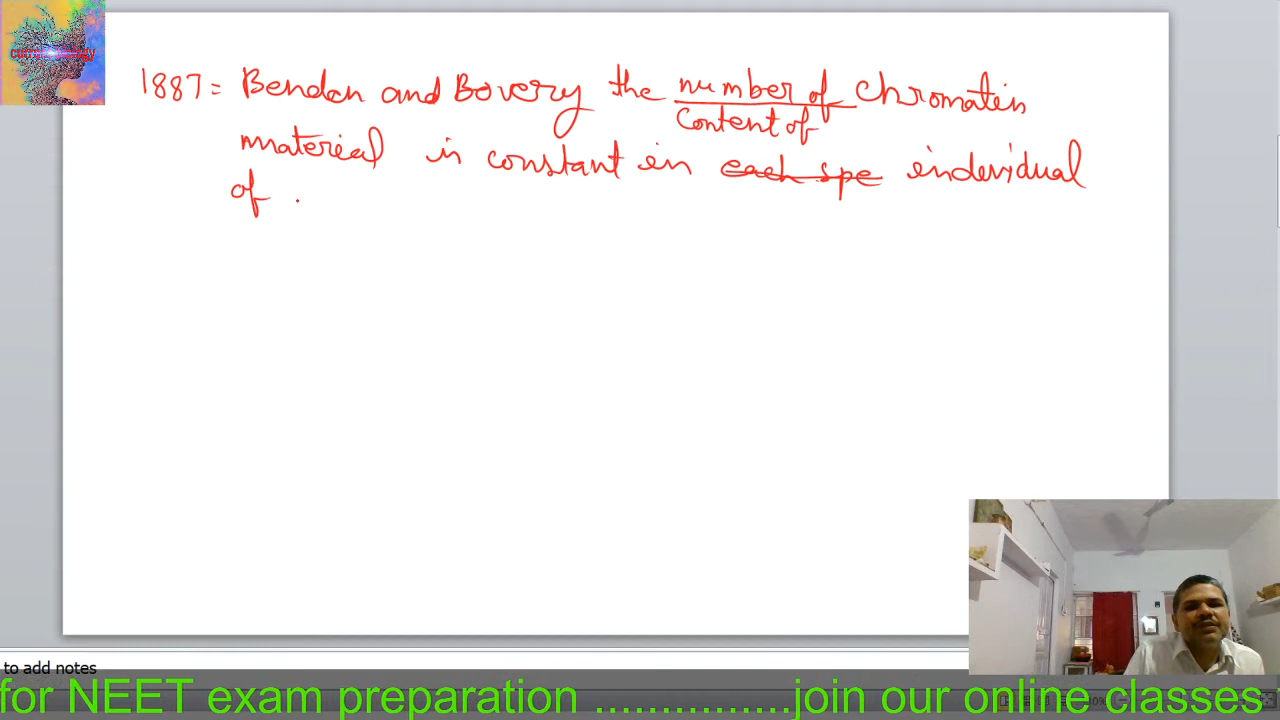 1887 = Bendan and Bovery the number of chromatin
content of
material is constant in each spe individual
of .
to add notes
for NEET exam preparation ...............join our online classes